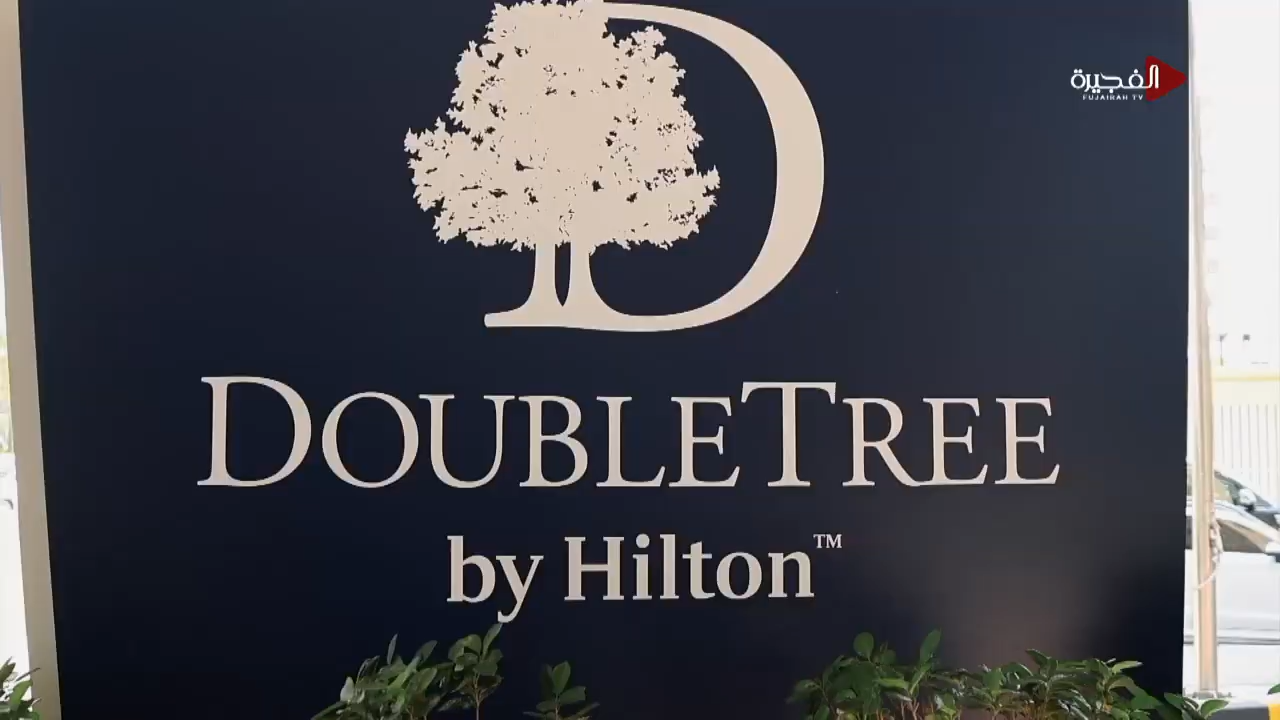 الفجيرة
FUJAIRAH TV
D
DOUBLETREE
by Hilton™